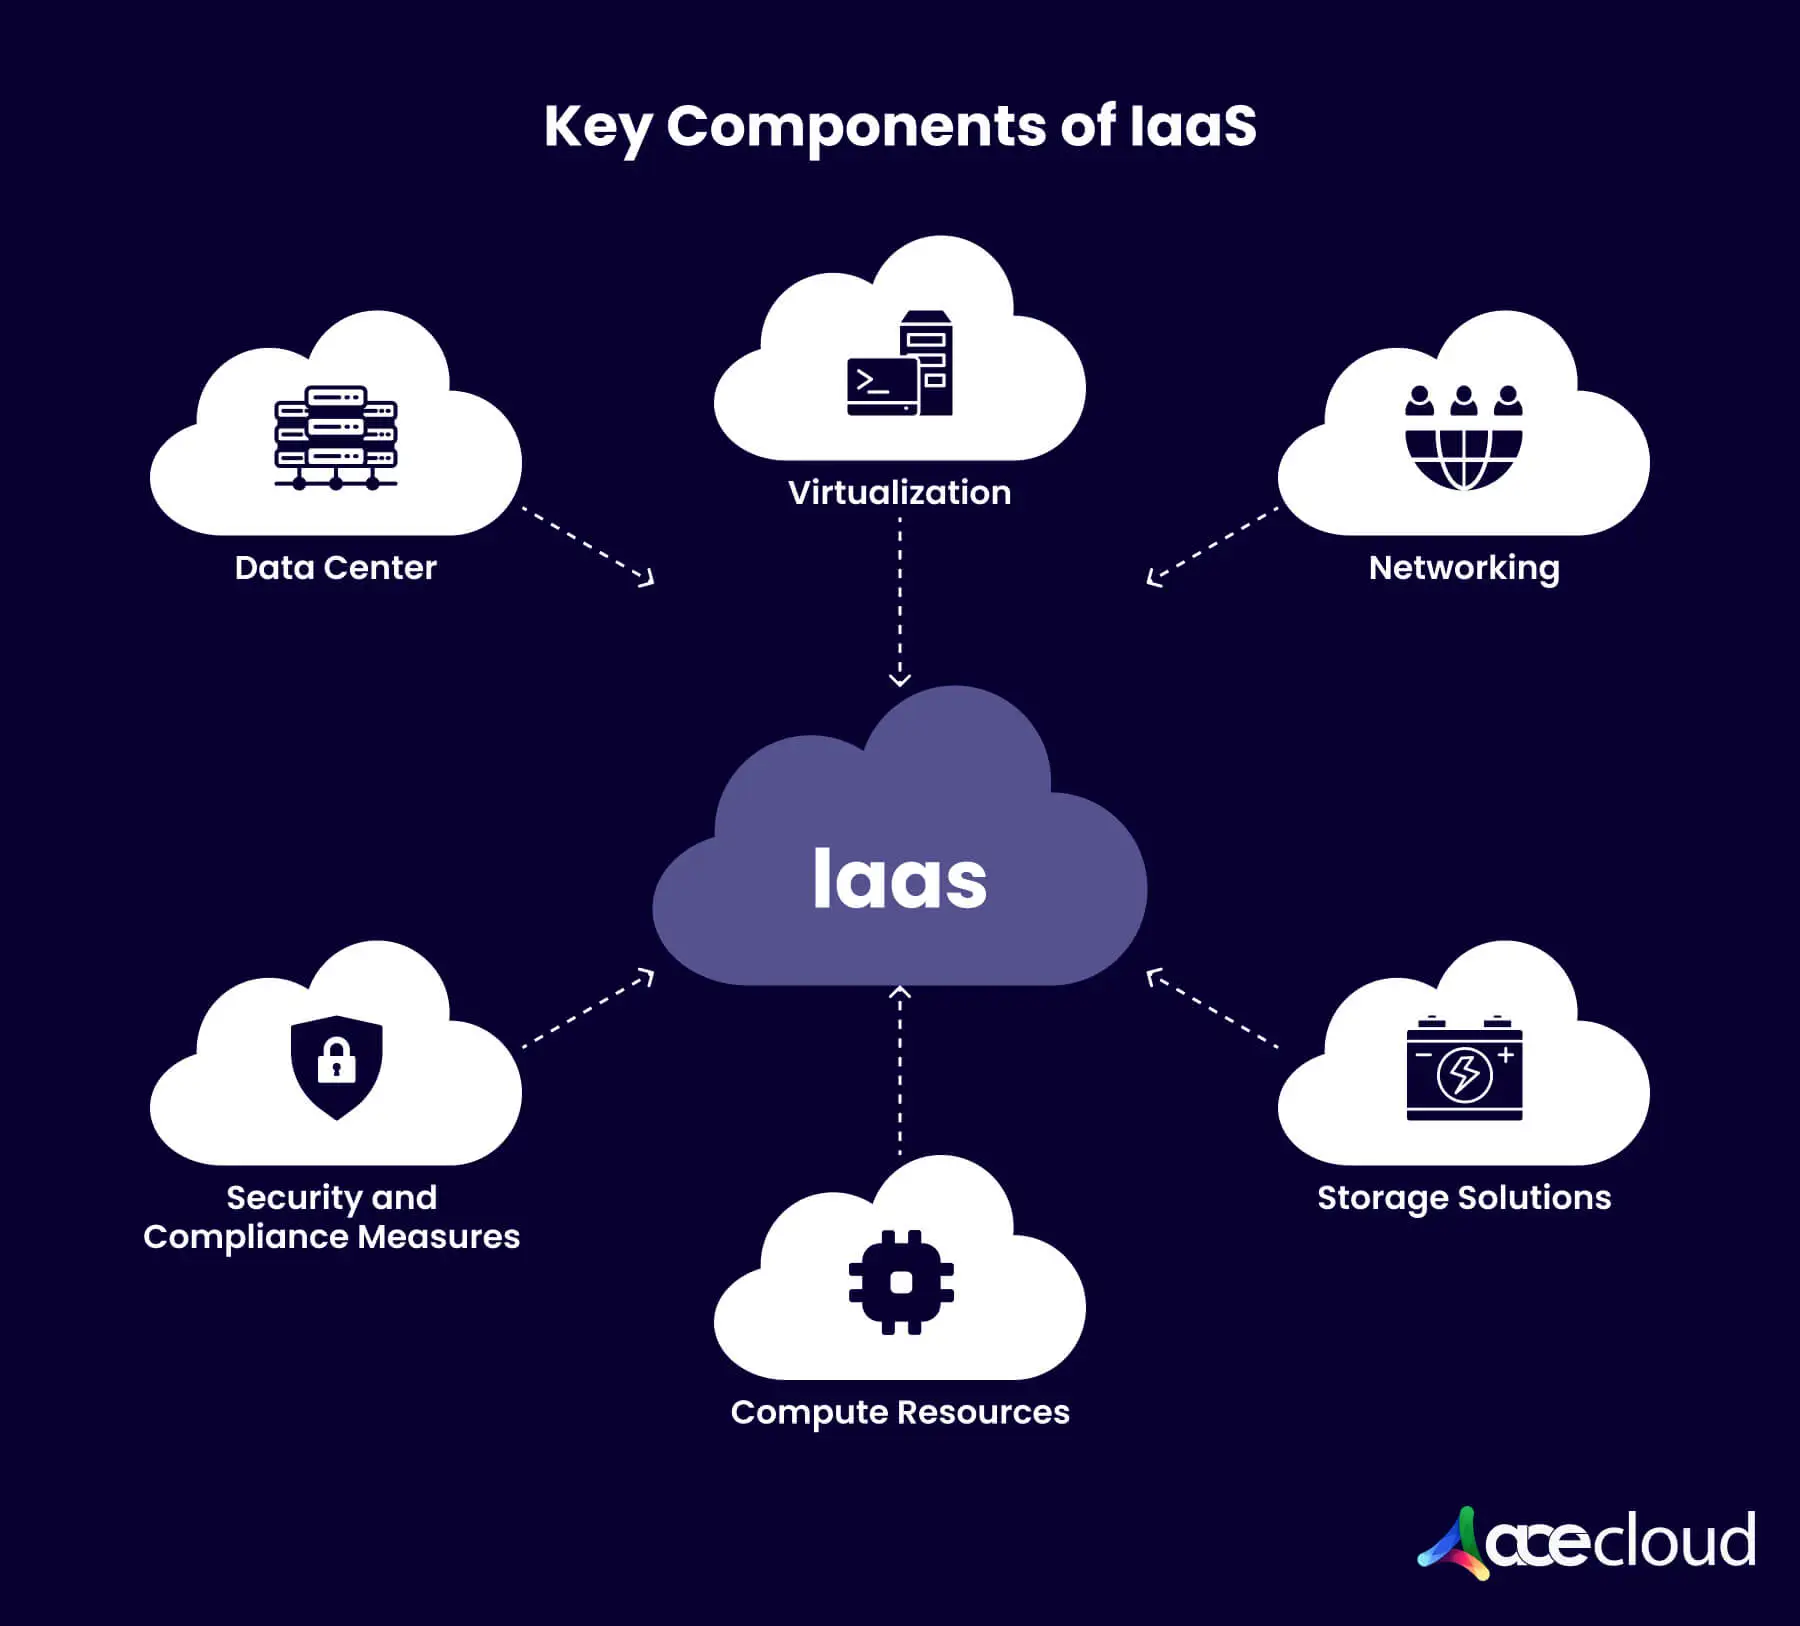 Key Components of IaaS
Virtualization
Data Center
Networking
Iaas
Security and
Compliance Measures
Storage Solutions
Compute Resources
acecloud